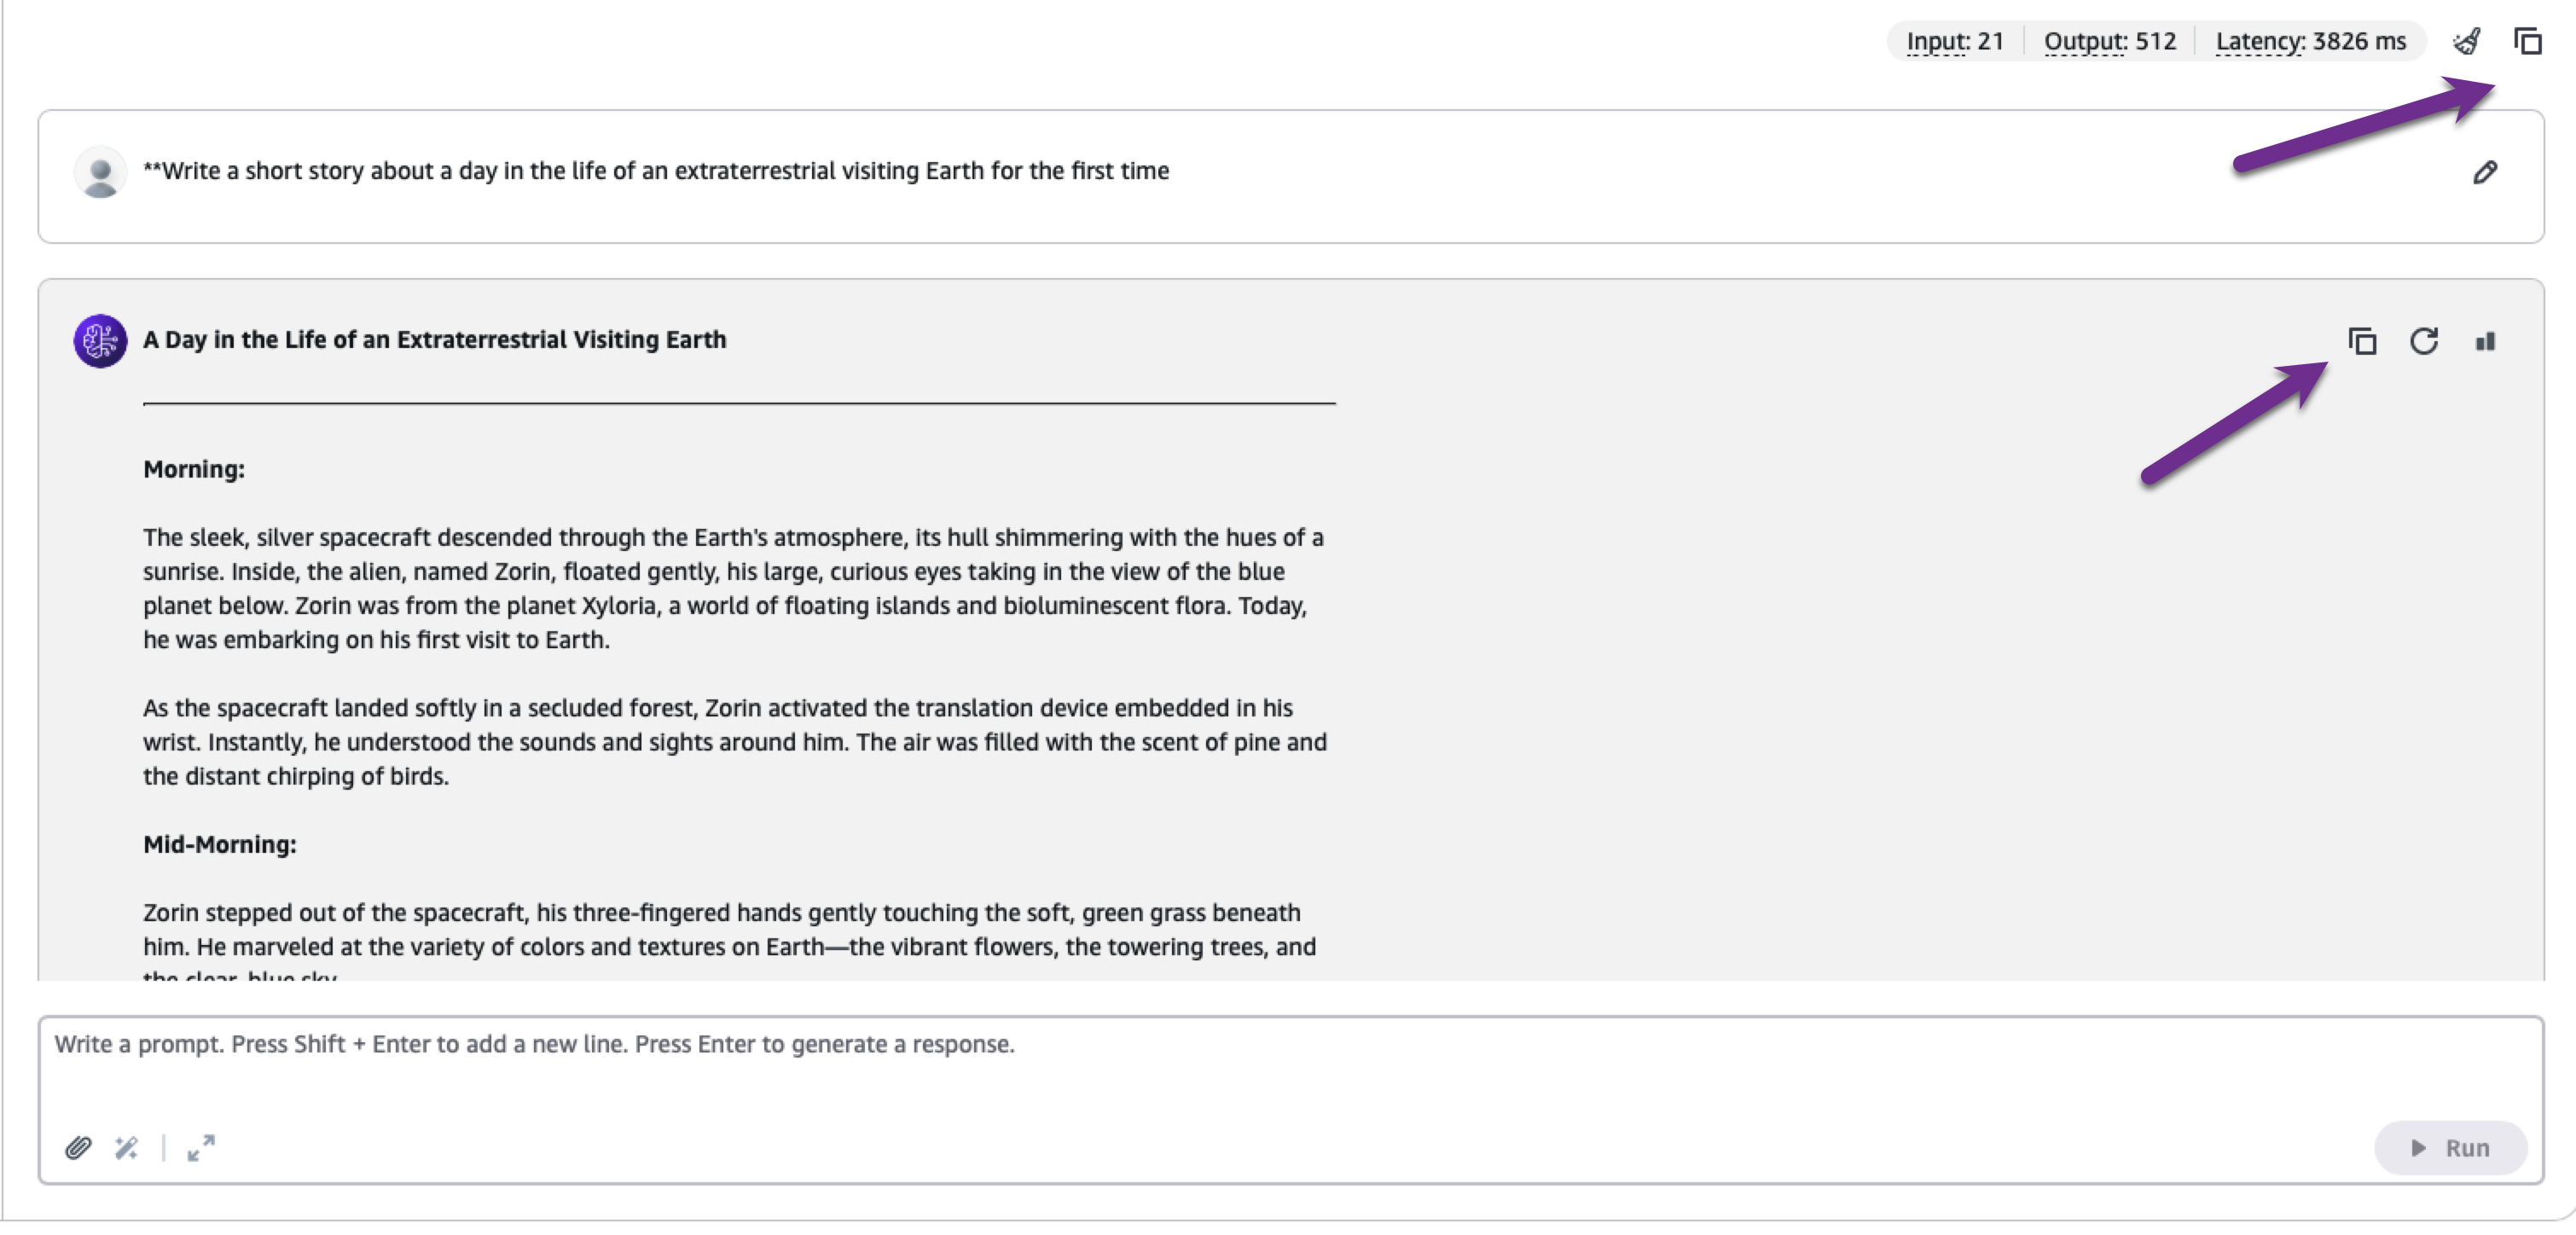 Input: 21 Output: 512 Latency: 3826 ms
**Write a short story about a day in the life of an extraterrestrial visiting Earth for the first time
A Day in the Life of an Extraterrestrial Visiting Earth
Morning:
The sleek, silver spacecraft descended through the Earth's atmosphere, its hull shimmering with the hues of a
sunrise. Inside, the alien, named Zorin, floated gently, his large, curious eyes taking in the view of the blue
planet below. Zorin was from the planet Xyloria, a world of floating islands and bioluminescent flora. Today,
he was embarking on his first visit to Earth.
As the spacecraft landed softly in a secluded forest, Zorin activated the translation device embedded in his
wrist. Instantly, he understood the sounds and sights around him. The air was filled with the scent of pine and
the distant chirping of birds.
Mid-Morning:
Zorin stepped out of the spacecraft, his three-fingered hands gently touching the soft, green grass beneath
him. He marveled at the variety of colors and textures on Earth—the vibrant flowers, the towering trees, and
the clear, blue sky.
Write a prompt. Press Shift + Enter to add a new line. Press Enter to generate a response.
Run